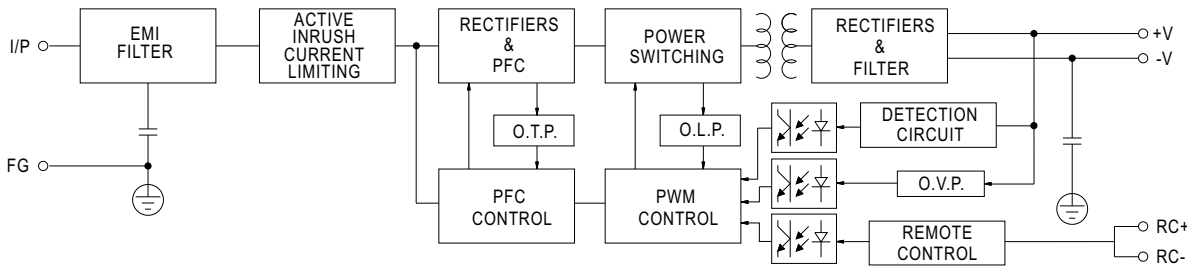 I/P
EMI
FILTER
ACTIVE
INRUSH
CURRENT
LIMITING
RECTIFIERS
&
PFC
POWER
SWITCHING
RECTIFIERS
&
FILTER
+V
-V
O.T.P.
O.L.P.
DETECTION
CIRCUIT
FG
PFC
CONTROL
PWM
CONTROL
O.V.P.
REMOTE
CONTROL
RC+
RC-